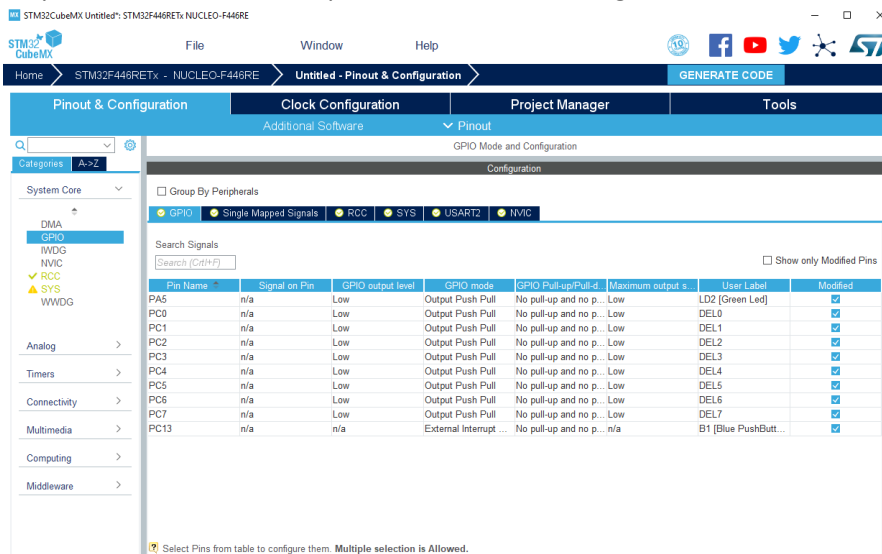 MX STM32CubeMX Untitled*: STM32F446RETx NUCLEO-F446RE
STM32 CubeMX File Window Help 10
Home STM32F446RETx - NUCLEO-F446RE Untitled - Pinout & Configuration GENERATE CODE
Pinout & Configuration Clock Configuration Project Manager Tools
Additional Software Pinout
GPIO Mode and Configuration
Categories A->Z
Configuration
System Core
DMA
GPIO
IWDG
NVIC
RCC
SYS
WWDG
Analog
Timers
Connectivity
Multimedia
Computing
Middleware
Group By Peripherals
GPIO Single Mapped Signals RCC SYS USART2 NVIC
Search Signals
Search (Crtl+F) Show only Modified Pins
Pin Name Signal on Pin GPIO output level GPIO mode GPIO Pull-up/Pull-d... Maximum output s... User Label Modified
PA5 n/a Low Output Push Pull No pull-up and no p... Low LD2 [Green Led]
PC0 n/a Low Output Push Pull No pull-up and no p... Low DEL0
PC1 n/a Low Output Push Pull No pull-up and no p... Low DEL1
PC2 n/a Low Output Push Pull No pull-up and no p... Low DEL2
PC3 n/a Low Output Push Pull No pull-up and no p... Low DEL3
PC4 n/a Low Output Push Pull No pull-up and no p... Low DEL4
PC5 n/a Low Output Push Pull No pull-up and no p... Low DEL5
PC6 n/a Low Output Push Pull No pull-up and no p... Low DEL6
PC7 n/a Low Output Push Pull No pull-up and no p... Low DEL7
PC13 n/a n/a External Interrupt ... No pull-up and no p... n/a B1 [Blue PushButt...
Select Pins from table to configure them. Multiple selection is Allowed.